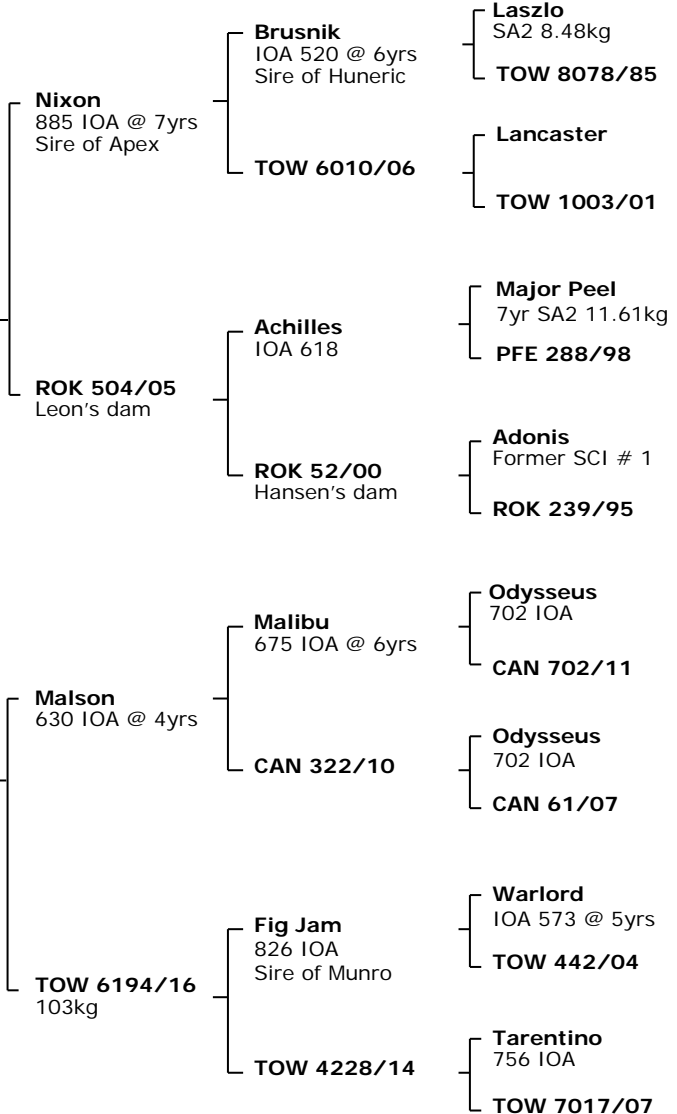 Nixon
885 IOA @ 7yrs
Sire of Apex
ROK 504/05
Leon's dam
Malson
630 IOA @ 4yrs
TOW 6194/16
103kg
Brusnik
IOA 520 @ 6yrs
Sire of Huneric
TOW 6010/06
Achilles
IOA 618
ROK 52/00
Hansen's dam
Malibu
675 IOA @ 6yrs
CAN 322/10
Fig Jam
826 IOA
Sire of Munro
TOW 4228/14
Laszlo
SA2 8.48kg
TOW 8078/85
Lancaster
TOW 1003/01
Major Peel
7yr SA2 11.61kg
PFE 288/98
Adonis
Former SCI # 1
ROK 239/95
Odysseus
702 IOA
CAN 702/11
Odysseus
702 IOA
CAN 61/07
Warlord
IOA 573 @ 5yrs
TOW 442/04
Tarentino
756 IOA
TOW 7017/07